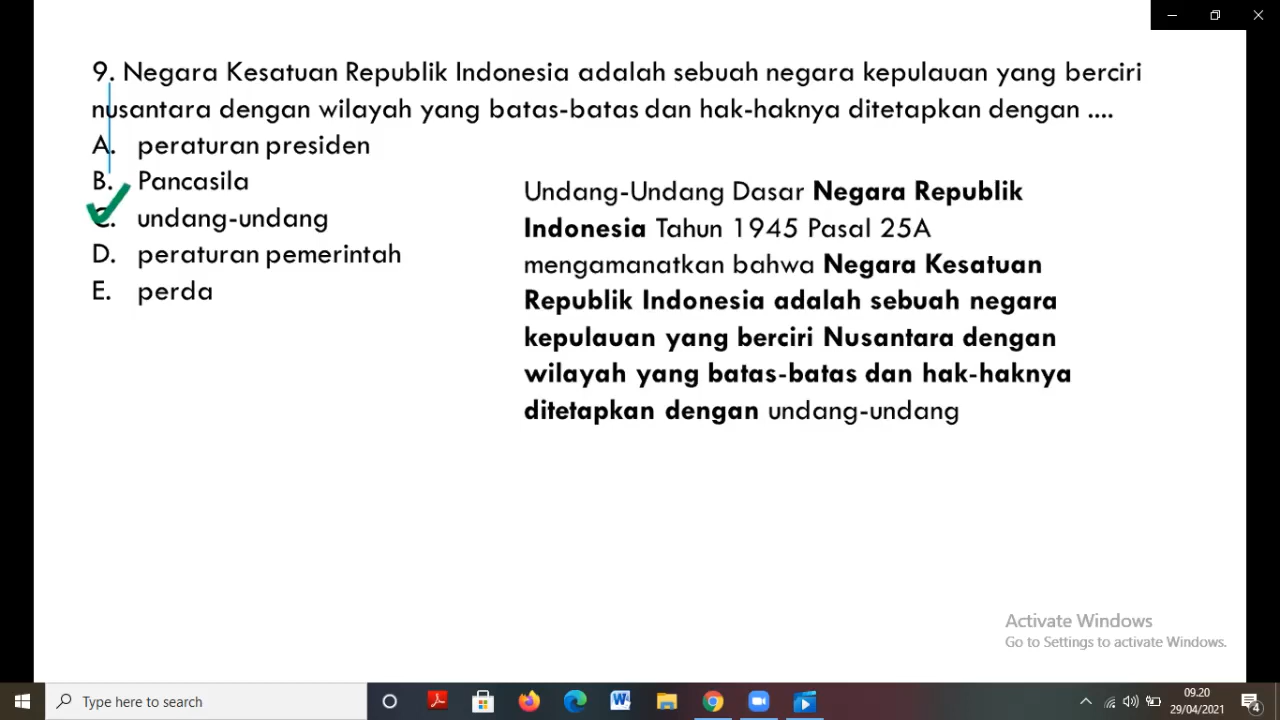 9. Negara Kesatuan Republik Indonesia adalah sebuah negara kepulauan yang berciri
nusantara dengan wilayah yang batas-batas dan hak-haknya ditetapkan dengan ....
A. peraturan presiden
B. Pancasila
C. undang-undang
D. peraturan pemerintah
E. perda
Undang-Undang Dasar Negara Republik
Indonesia Tahun 1945 Pasal 25A
mengamanatkan bahwa Negara Kesatuan
Republik Indonesia adalah sebuah negara
kepulauan yang berciri Nusantara dengan
wilayah yang batas-batas dan hak-haknya
ditetapkan dengan undang-undang
Activate Windows
Go to Settings to activate Windows.
Type here to search
09.20
29/04/2021
4